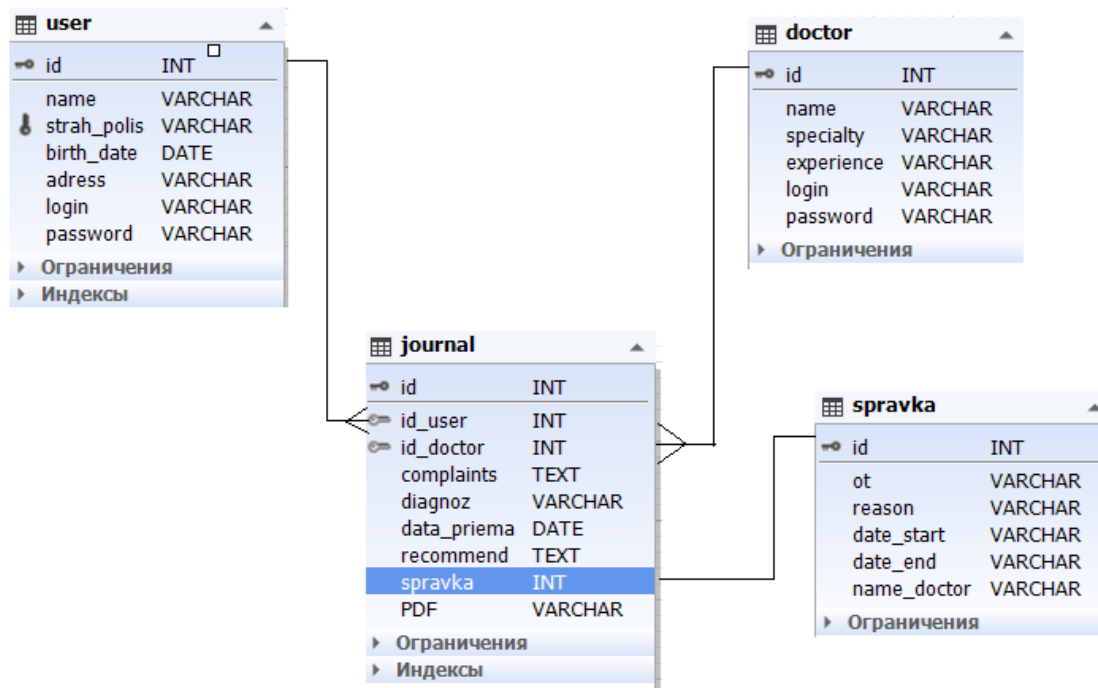 user
id INT
name VARCHAR
strah_polis VARCHAR
birth_date DATE
adress VARCHAR
login VARCHAR
password VARCHAR
Ограничения
Индексы
doctor
id INT
name VARCHAR
specialty VARCHAR
experience VARCHAR
login VARCHAR
password VARCHAR
Ограничения
journal
id INT
id_user INT
id_doctor INT
complaints TEXT
diagnoz VARCHAR
data_priema DATE
recommend TEXT
spravka INT
PDF VARCHAR
Ограничения
Индексы
spravka
id INT
ot VARCHAR
reason VARCHAR
date_start VARCHAR
date_end VARCHAR
name_doctor VARCHAR
Ограничения